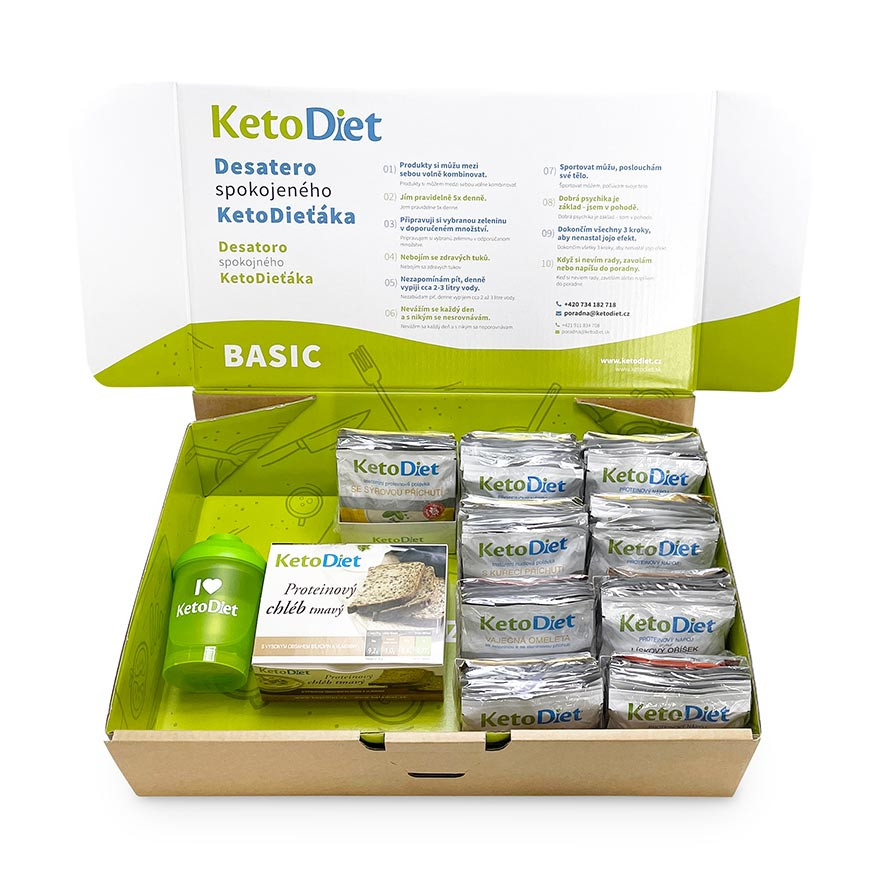 KetoDiet
Desatero
spokojeného
KetoDieťáka
Desatoro
spokojného
KetoDieťáka
BASIC
01) Produkty si můžu mezi
sebou volně kombinovat.
Produkty si môžem medzi sebou voľne kombinovať.
02) Jím pravidelně 5x denně.
Jem pravidelne 5x denne.
03) Připravuji si vybranou zeleninu
v doporučeném množství.
Pripravujem si vybranú zeleninu v odporúčanom
množstve.
04) Nebojím se zdravých tuků.
Nebojím sa zdravých tukov.
05) Nezapomínám pít, denně
vypiji cca 2-3 litry vody.
Nezabúdam piť, denne vypijem cca 2 až 3 litre vody.
06) Nevážím se každý den
a s nikým se nesrovnávám.
Nevážim sa každý deň a s nikým sa neporovnávam.
07) Sportovat můžu, poslouchám
své tělo.
Športovať môžem, počúvam svoje telo.
08) Dobrá psychika je
základ - jsem v pohodě.
Dobrá psychika je základ - som v pohode.
09) Dokončím všechny 3 kroky,
aby nenastal jojo efekt.
Dokončím všetky 3 kroky, aby nenastal jojo efekt.
10) Když si nevím rady, zavolám
nebo napíšu do poradny.
Keď si neviem rady, zavolám alebo napíšem
do poradne.
+420 734 182 718
poradna@ketodiet.cz
+421 911 894 708
poradna@ketodiet.sk
www.ketodiet.cz
www.ketodiet.sk
KetoDiet
SE SÝROVOU PŘÍCHUTÍ
KetoDiet
KetoDiet
KetoDiet
PROTEINOVÝ NÁPOJ
KetoDiet
S KUŘECÍ PŘÍCHUTÍ
KetoDiet
PROTEINOVÝ NÁPOJ
I
KetoDiet
KetoDiet
Proteinový
chléb tmavý
Proteinový
chléb tmavý
KetoDiet
VAJEČNÁ OMELETA
KetoDiet
PROTEINOVÝ NÁPOJ
LÍSKOVÝ OŘÍŠEK
KetoDiet
KetoDiet